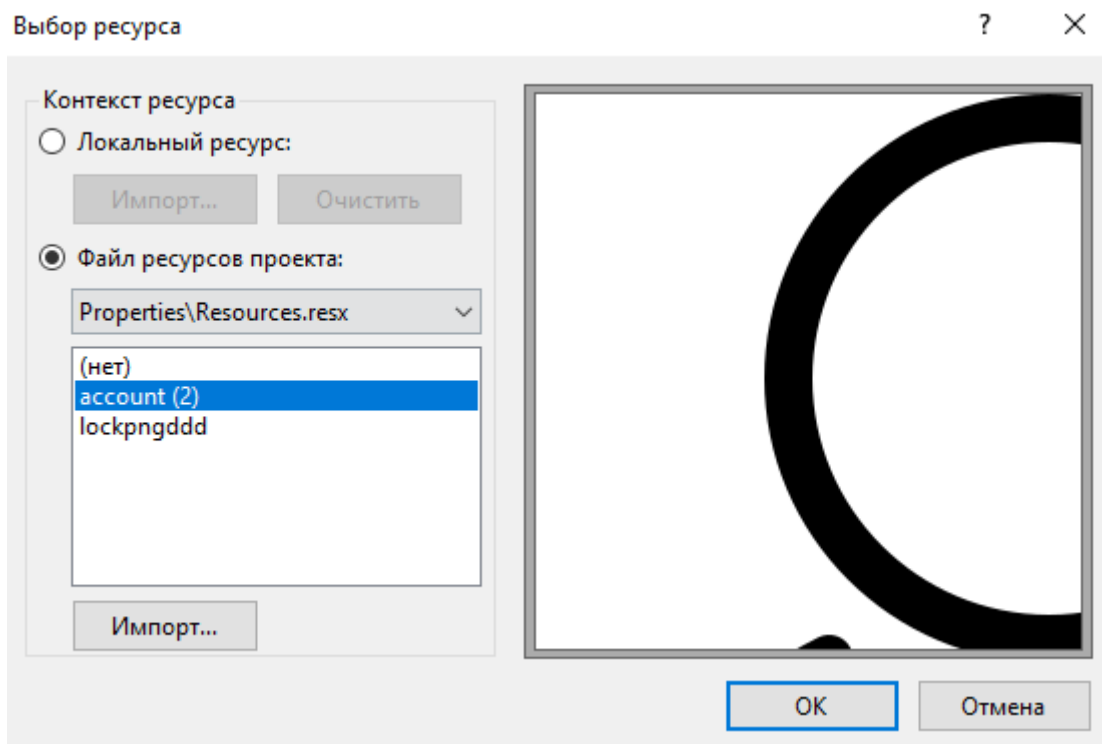 Выбор ресурса
?
Контекст ресурса
Локальный ресурс:
Импорт... Очистить
Файл ресурсов проекта:
Properties\Resources.resx
(нет)
account (2)
lockpngddd
Импорт...
OK Отмена